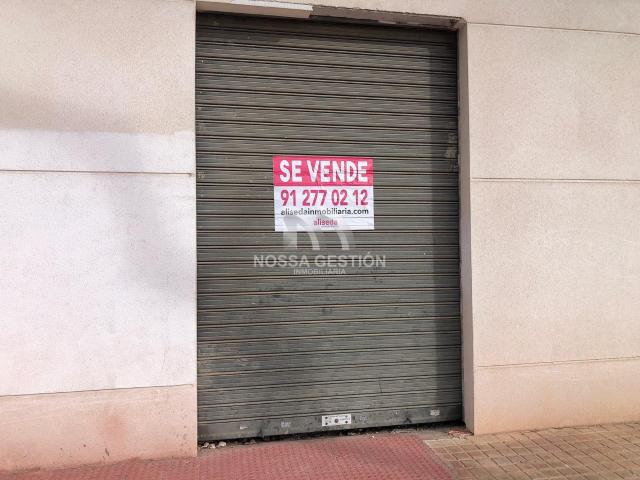 SE VENDE
91 277 02 12
alisedainmobiliaria.com
aliseda
NOSSA GESTIÓN
INMOBILIARIA